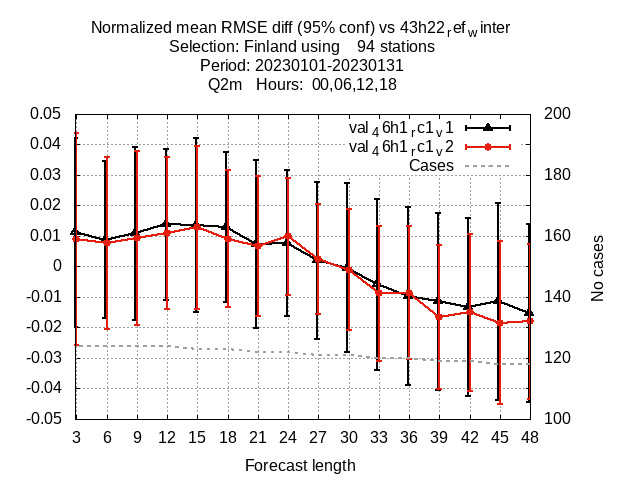 Normalized mean RMSE diff (95% conf) vs 43h22ref_winter
Selection: Finland using    94 stations
Period: 20230101-20230131
Q2m   Hours:  00,06,12,18
0.05 200
val46h1rc1v1
0.04
val46h1rc1v2
Cases
0.03 180
0.02
0.01 160
0
No cases
-0.01 140
-0.02
-0.03 120
-0.04
-0.05 100
3 6 9 12 15 18 21 24 27 30 33 36 39 42 45 48
Forecast length